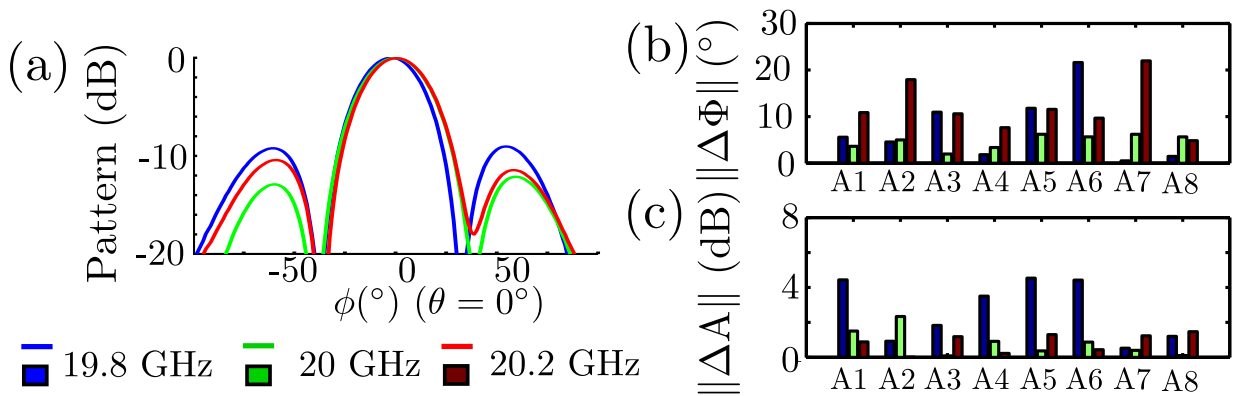 (a)
Pattern (dB)
0
-10
-20
-50
0
50
ϕ(°) (θ = 0°)
19.8 GHz
20 GHz
20.2 GHz
(b)
‖ΔΦ‖(°)
30
20
10
0
A1 A2 A3 A4 A5 A6 A7 A8
(c)
‖ΔA‖ (dB)
8
4
0
A1 A2 A3 A4 A5 A6 A7 A8